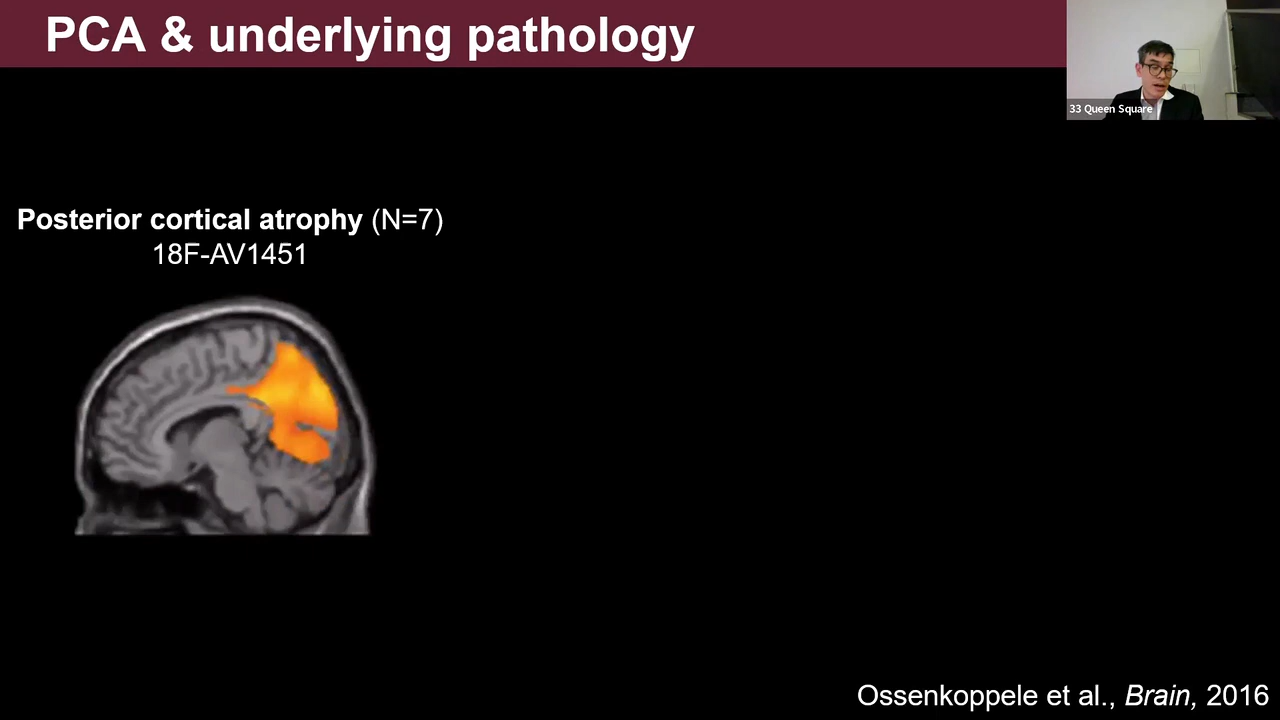 PCA & underlying pathology
33 Queen Square
Posterior cortical atrophy (N=7)
18F-AV1451
Ossenkoppele et al., Brain, 2016